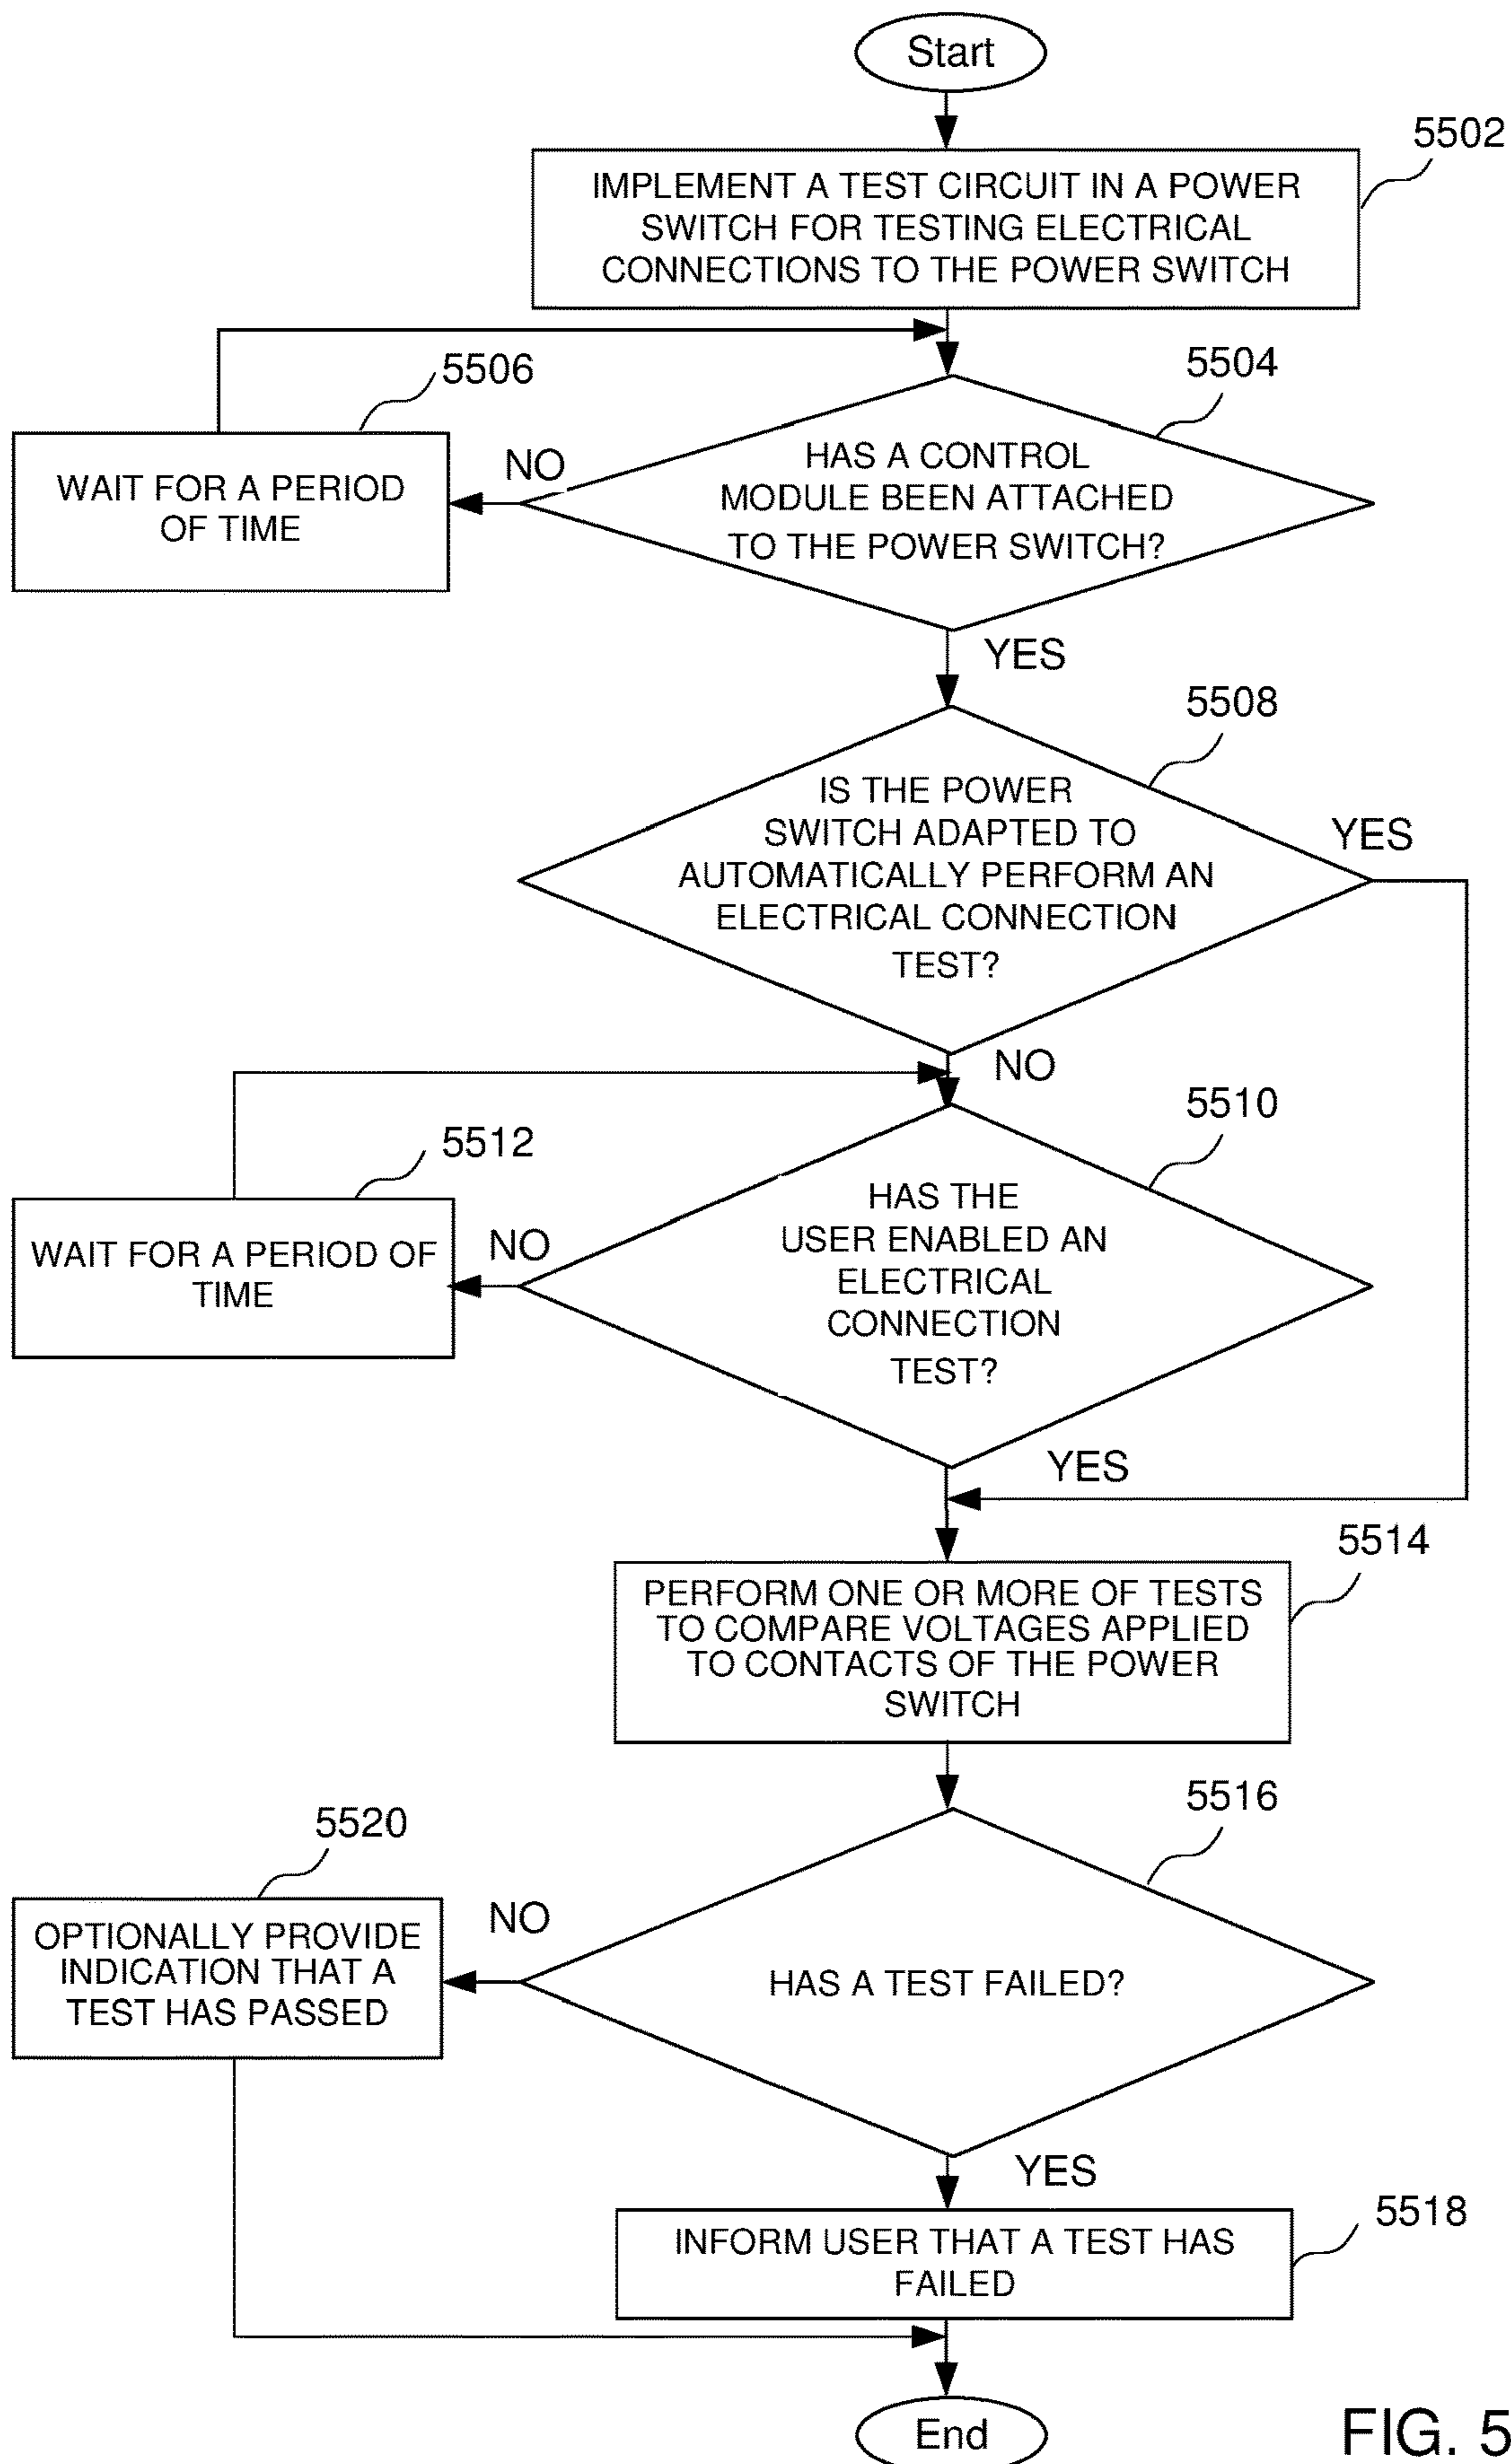 Start
5502
IMPLEMENT A TEST CIRCUIT IN A POWER
SWITCH FOR TESTING ELECTRICAL
CONNECTIONS TO THE POWER SWITCH
5506
5504
WAIT FOR A PERIOD
OF TIME
NO
HAS A CONTROL
MODULE BEEN ATTACHED
TO THE POWER SWITCH?
YES
5508
IS THE POWER
SWITCH ADAPTED TO
AUTOMATICALLY PERFORM AN
ELECTRICAL CONNECTION
TEST?
YES
NO
5512
5510
WAIT FOR A PERIOD OF
TIME
NO
HAS THE
USER ENABLED AN
ELECTRICAL
CONNECTION
TEST?
YES
5514
PERFORM ONE OR MORE OF TESTS
TO COMPARE VOLTAGES APPLIED
TO CONTACTS OF THE POWER
SWITCH
5520
5516
OPTIONALLY PROVIDE
INDICATION THAT A
TEST HAS PASSED
NO
HAS A TEST FAILED?
YES
5518
INFORM USER THAT A TEST HAS
FAILED
End
FIG. 5